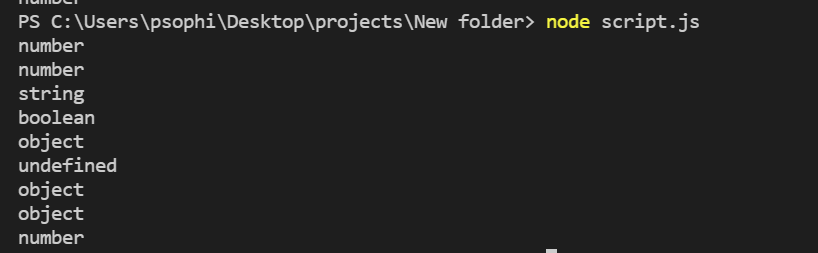 number
PS C:\Users\psophi\Desktop\projects\New folder> node script.js
number
number
string
boolean
object
undefined
object
object
number